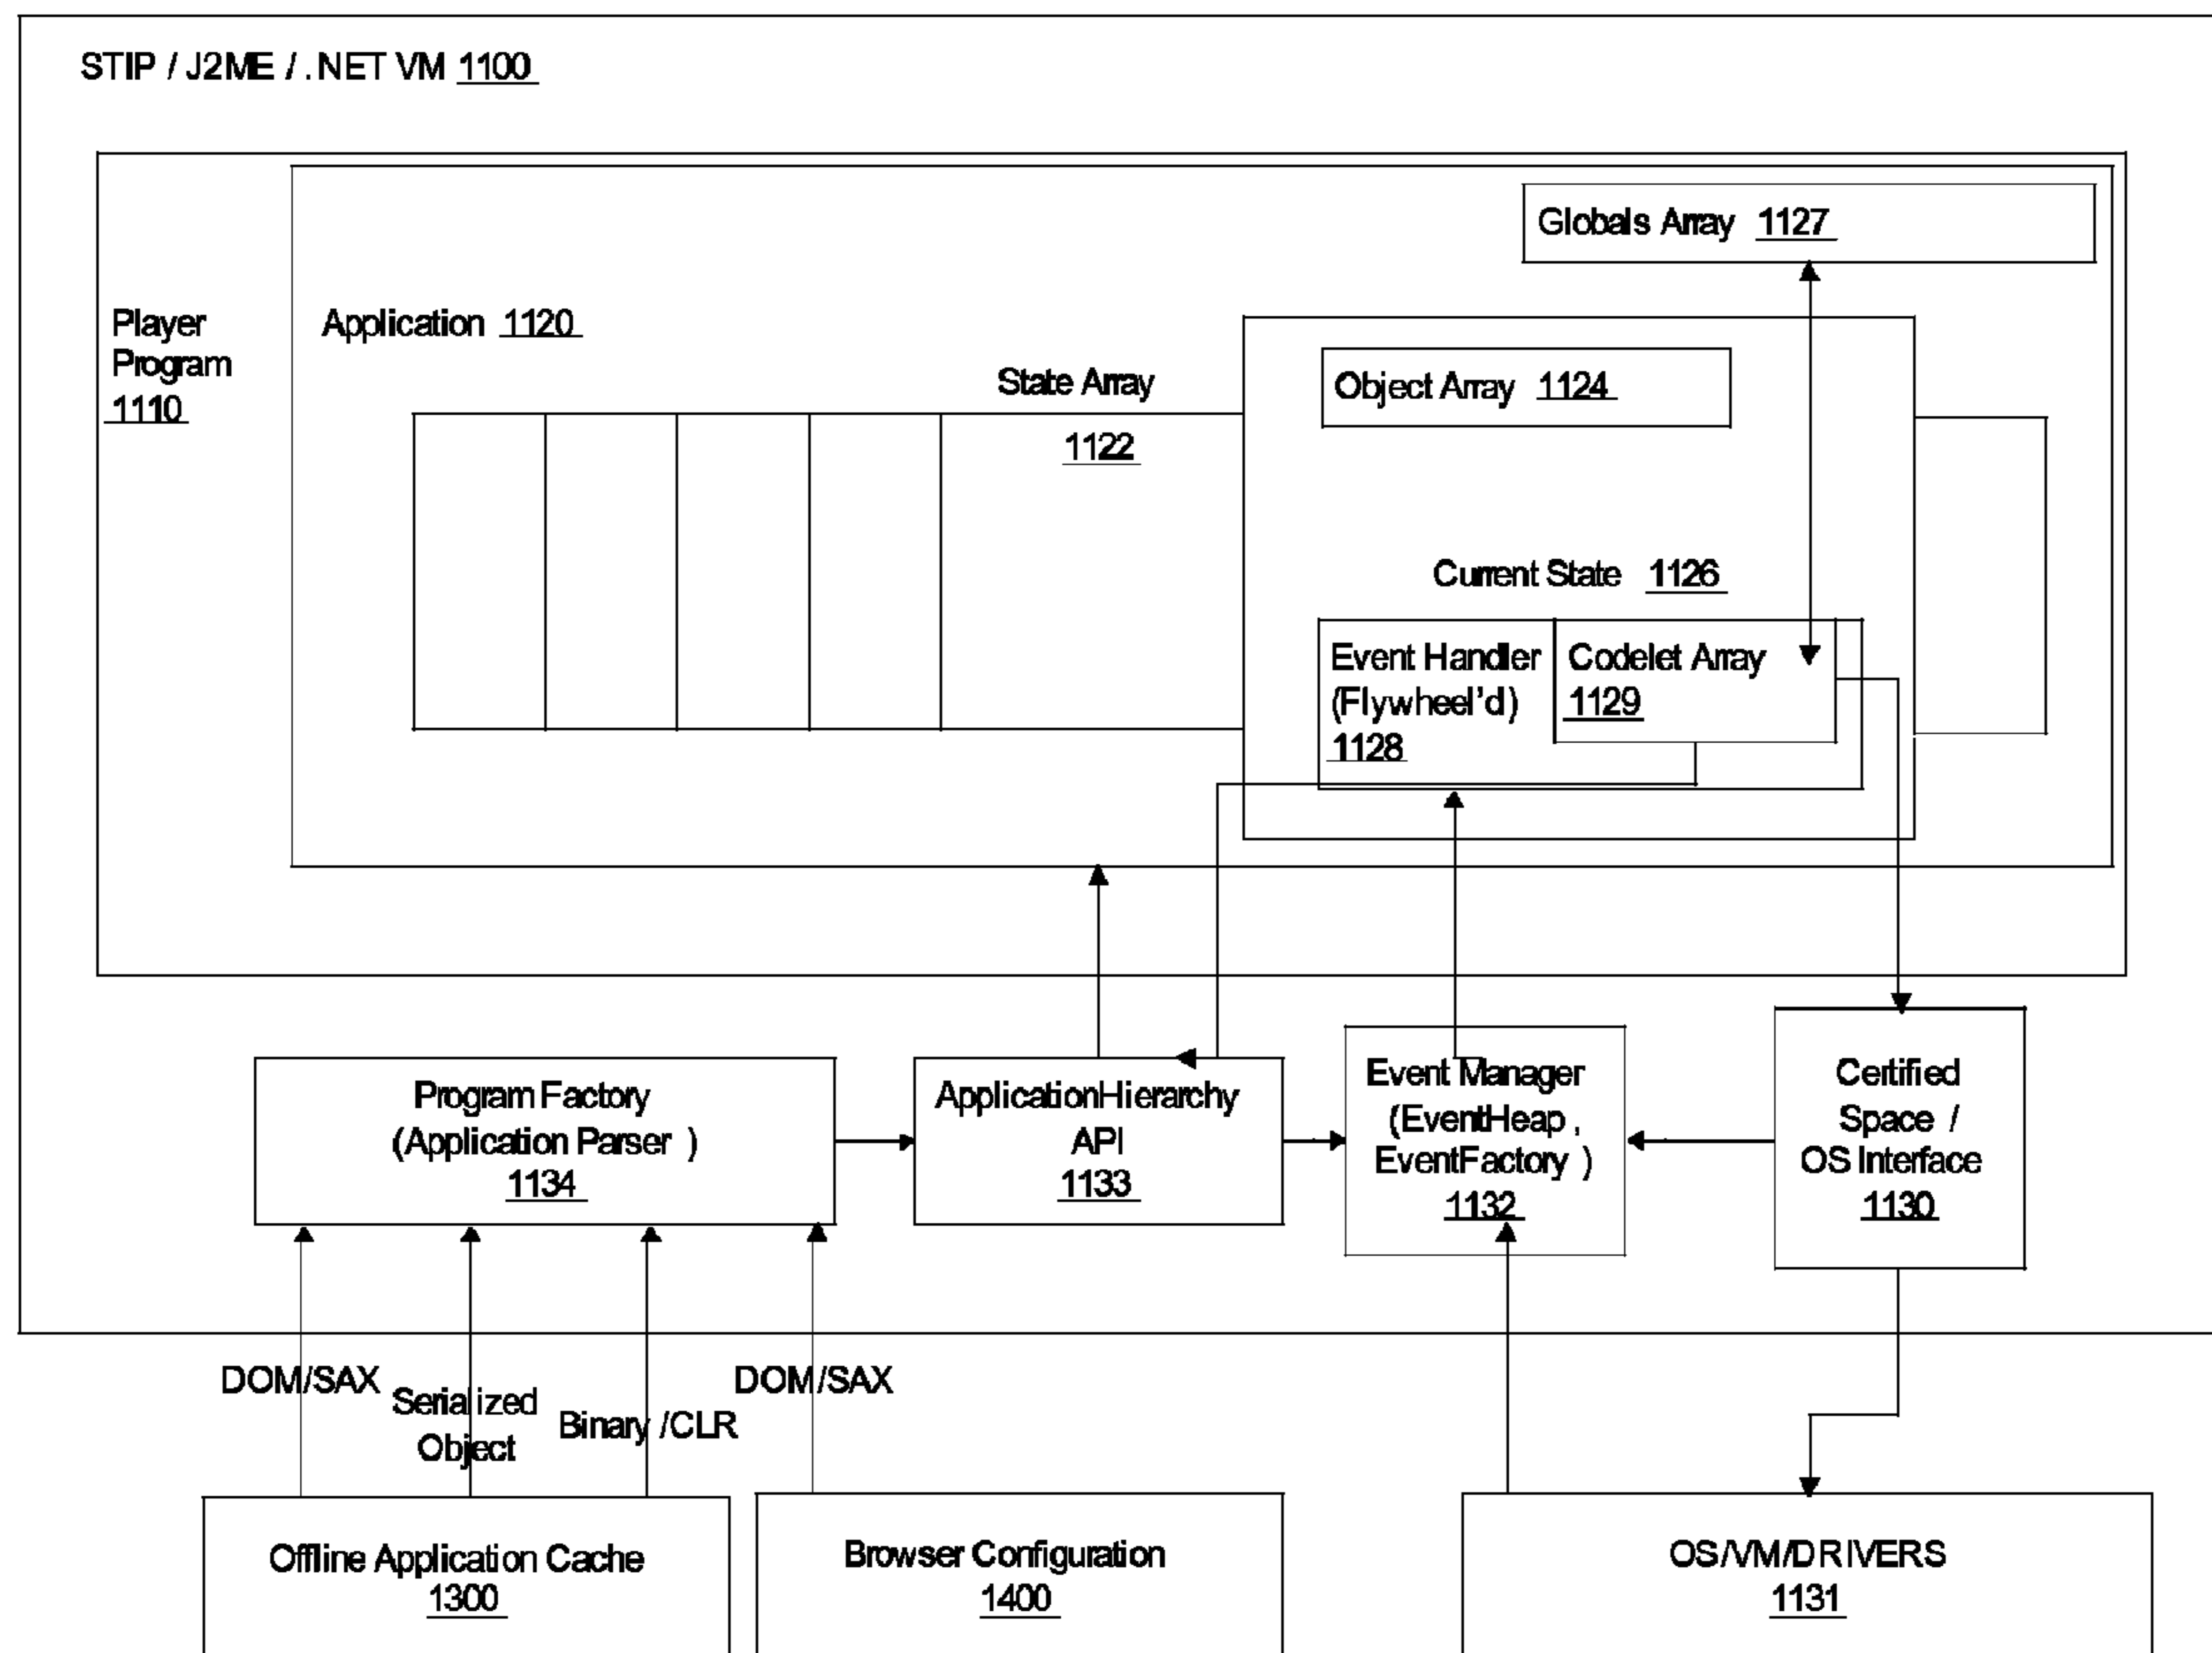 STIP / J2ME / .NET VM 1100
Globals Array 1127
Player
Program
1110
Application 1120
State Array
1122
Object Array 1124
Current State 1126
Event Handler
(Flywheel'd)
1128
Codelet Array
1129
Program Factory
(Application Parser )
1134
ApplicationHierarchy
API
1133
Event Manager
(EventHeap ,
EventFactory )
1132
Certified
Space /
OS Interface
1130
DOM/SAX
Serialized
Object
Binary /CLR
DOM/SAX
Offline Application Cache
1300
Browser Configuration
1400
OS/VM/DRIVERS
1131